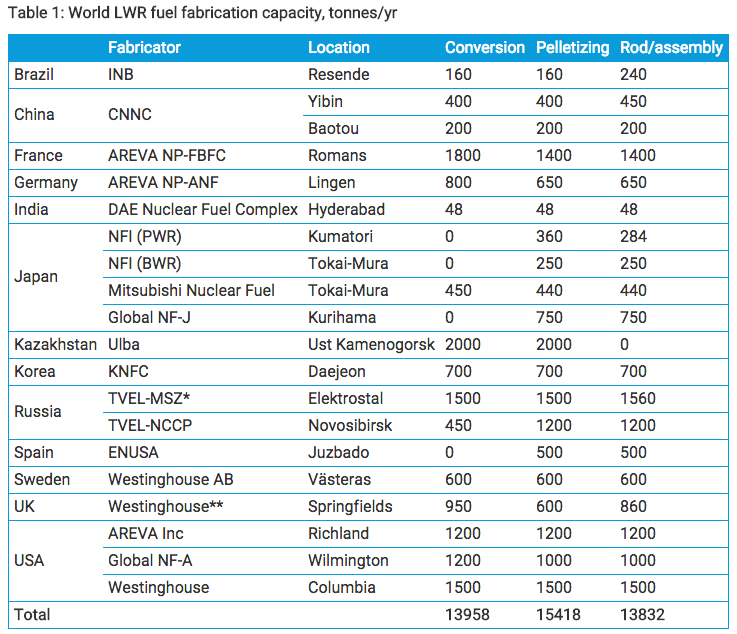 Table 1: World LWR fuel fabrication capacity, tonnes/yr
Fabricator Location Conversion Pelletizing Rod/assembly
Brazil INB Resende 160 160 240
China CNNC Yibin 400 400 450
Baotou 200 200 200
France AREVA NP-FBFC Romans 1800 1400 1400
Germany AREVA NP-ANF Lingen 800 650 650
India DAE Nuclear Fuel Complex Hyderabad 48 48 48
Japan NFI (PWR) Kumatori 0 360 284
NFI (BWR) Tokai-Mura 0 250 250
Mitsubishi Nuclear Fuel Tokai-Mura 450 440 440
Global NF-J Kurihama 0 750 750
Kazakhstan Ulba Ust Kamenogorsk 2000 2000 0
Korea KNFC Daejeon 700 700 700
Russia TVEL-MSZ* Elektrostal 1500 1500 1560
TVEL-NCCP Novosibirsk 450 1200 1200
Spain ENUSA Juzbado 0 500 500
Sweden Westinghouse AB Västeras 600 600 600
UK Westinghouse** Springfields 950 600 860
USA AREVA Inc Richland 1200 1200 1200
Global NF-A Wilmington 1200 1000 1000
Westinghouse Columbia 1500 1500 1500
Total 13958 15418 13832